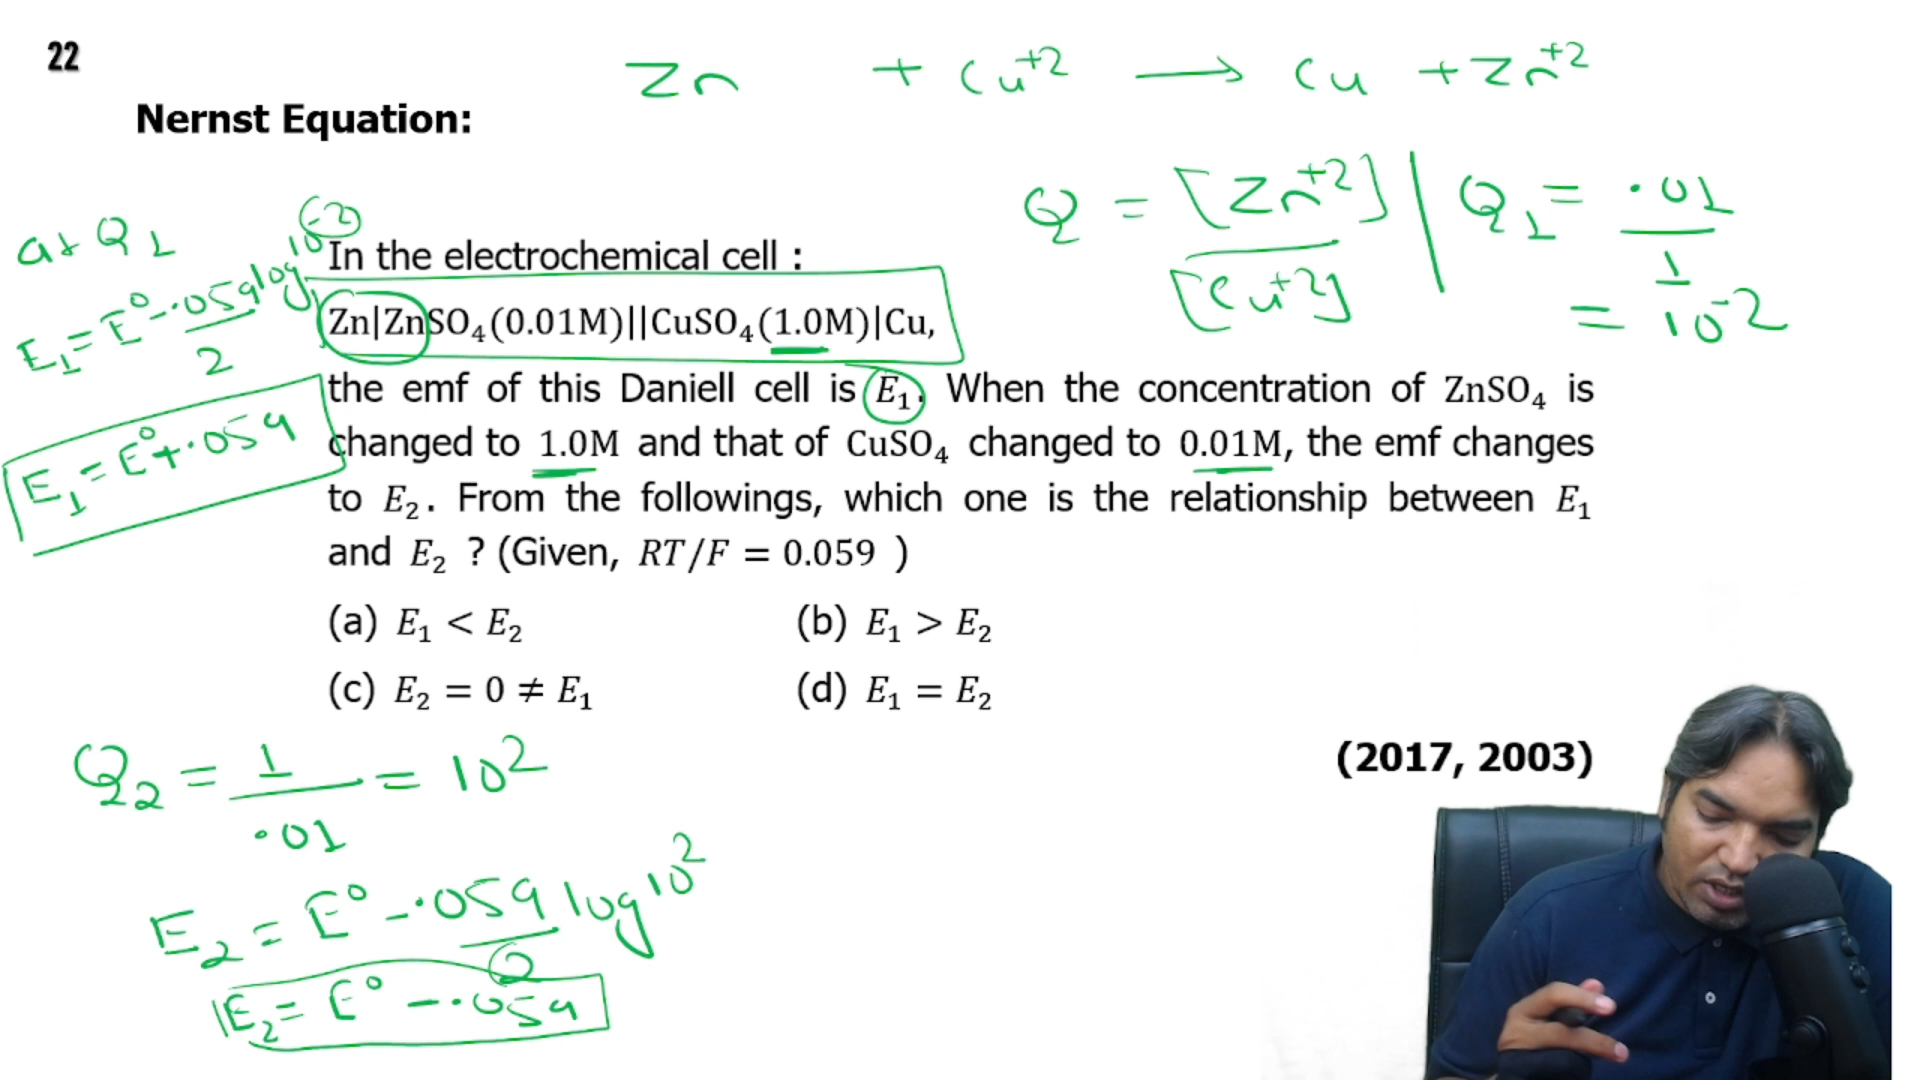 22
Zn + Cu⁺² ⟶ Cu + Zn⁺²
Nernst Equation:
Q = [Zn⁺²] / [Cu⁺²] | Q₁ = .01 / 1
= 10⁻²
at Q₁
E₁ = E⁰ - .059/2 log 10^(-2)
E₁ = E⁰ + .059
In the electrochemical cell :
Zn|ZnSO₄(0.01M)||CuSO₄(1.0M)|Cu,
the emf of this Daniell cell is E₁. When the concentration of ZnSO₄ is
changed to 1.0M and that of CuSO₄ changed to 0.01M, the emf changes
to E₂. From the followings, which one is the relationship between E₁
and E₂ ? (Given, RT/F = 0.059 )
(a) E₁ < E₂ (b) E₁ > E₂
(c) E₂ = 0 ≠ E₁ (d) E₁ = E₂
(2017, 2003)
Q₂ = 1 / .01 = 10²
E₂ = E⁰ - .059/2 log 10²
E₂ = E⁰ - .059